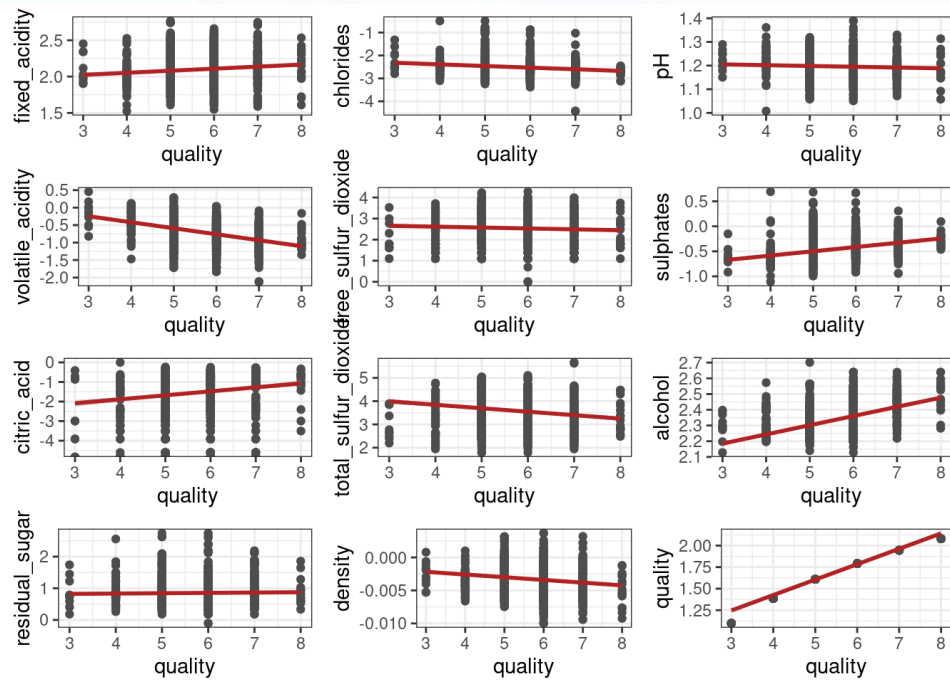 fixed_acidity
2.5
2.0
1.5
3 4 5 6 7 8
quality
chlorides
-1
-2
-3
-4
3 4 5 6 7 8
quality
pH
1.4
1.3
1.2
1.1
1.0
3 4 5 6 7 8
quality
volatile_acidity
0.5
0.0
-0.5
-1.0
-1.5
-2.0
3 4 5 6 7 8
quality
free_sulfur_dioxide
4
3
2
1
0
3 4 5 6 7 8
quality
sulphates
0.5
0.0
-0.5
-1.0
3 4 5 6 7 8
quality
citric_acid
0
-1
-2
-3
-4
3 4 5 6 7 8
quality
total_sulfur_dioxide
5
4
3
2
3 4 5 6 7 8
quality
alcohol
2.7
2.6
2.5
2.4
2.3
2.2
2.1
3 4 5 6 7 8
quality
residual_sugar
2
1
0
3 4 5 6 7 8
quality
density
0.000
-0.005
-0.010
3 4 5 6 7 8
quality
quality
2.00
1.75
1.50
1.25
3 4 5 6 7 8
quality